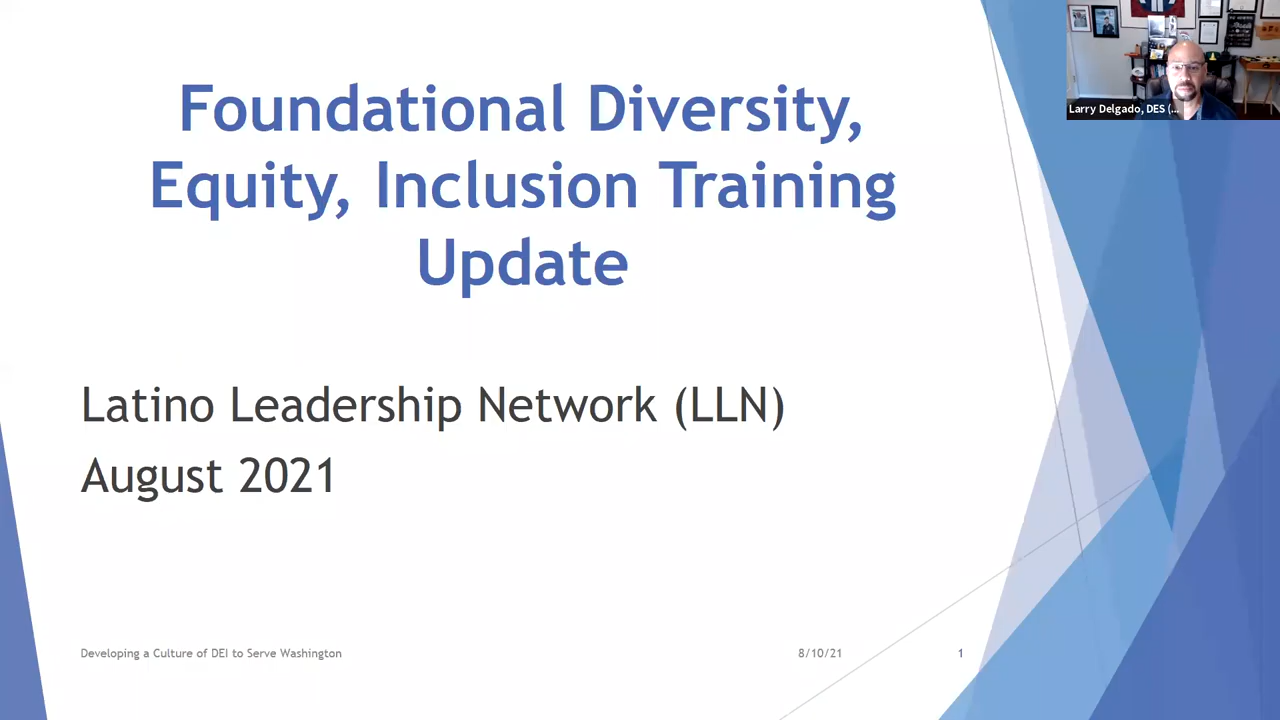 Foundational Diversity,
Equity, Inclusion Training
Update
Latino Leadership Network (LLN)
August 2021
Developing a Culture of DEI to Serve Washington
8/10/21
1
Larry Delgado, DES (...